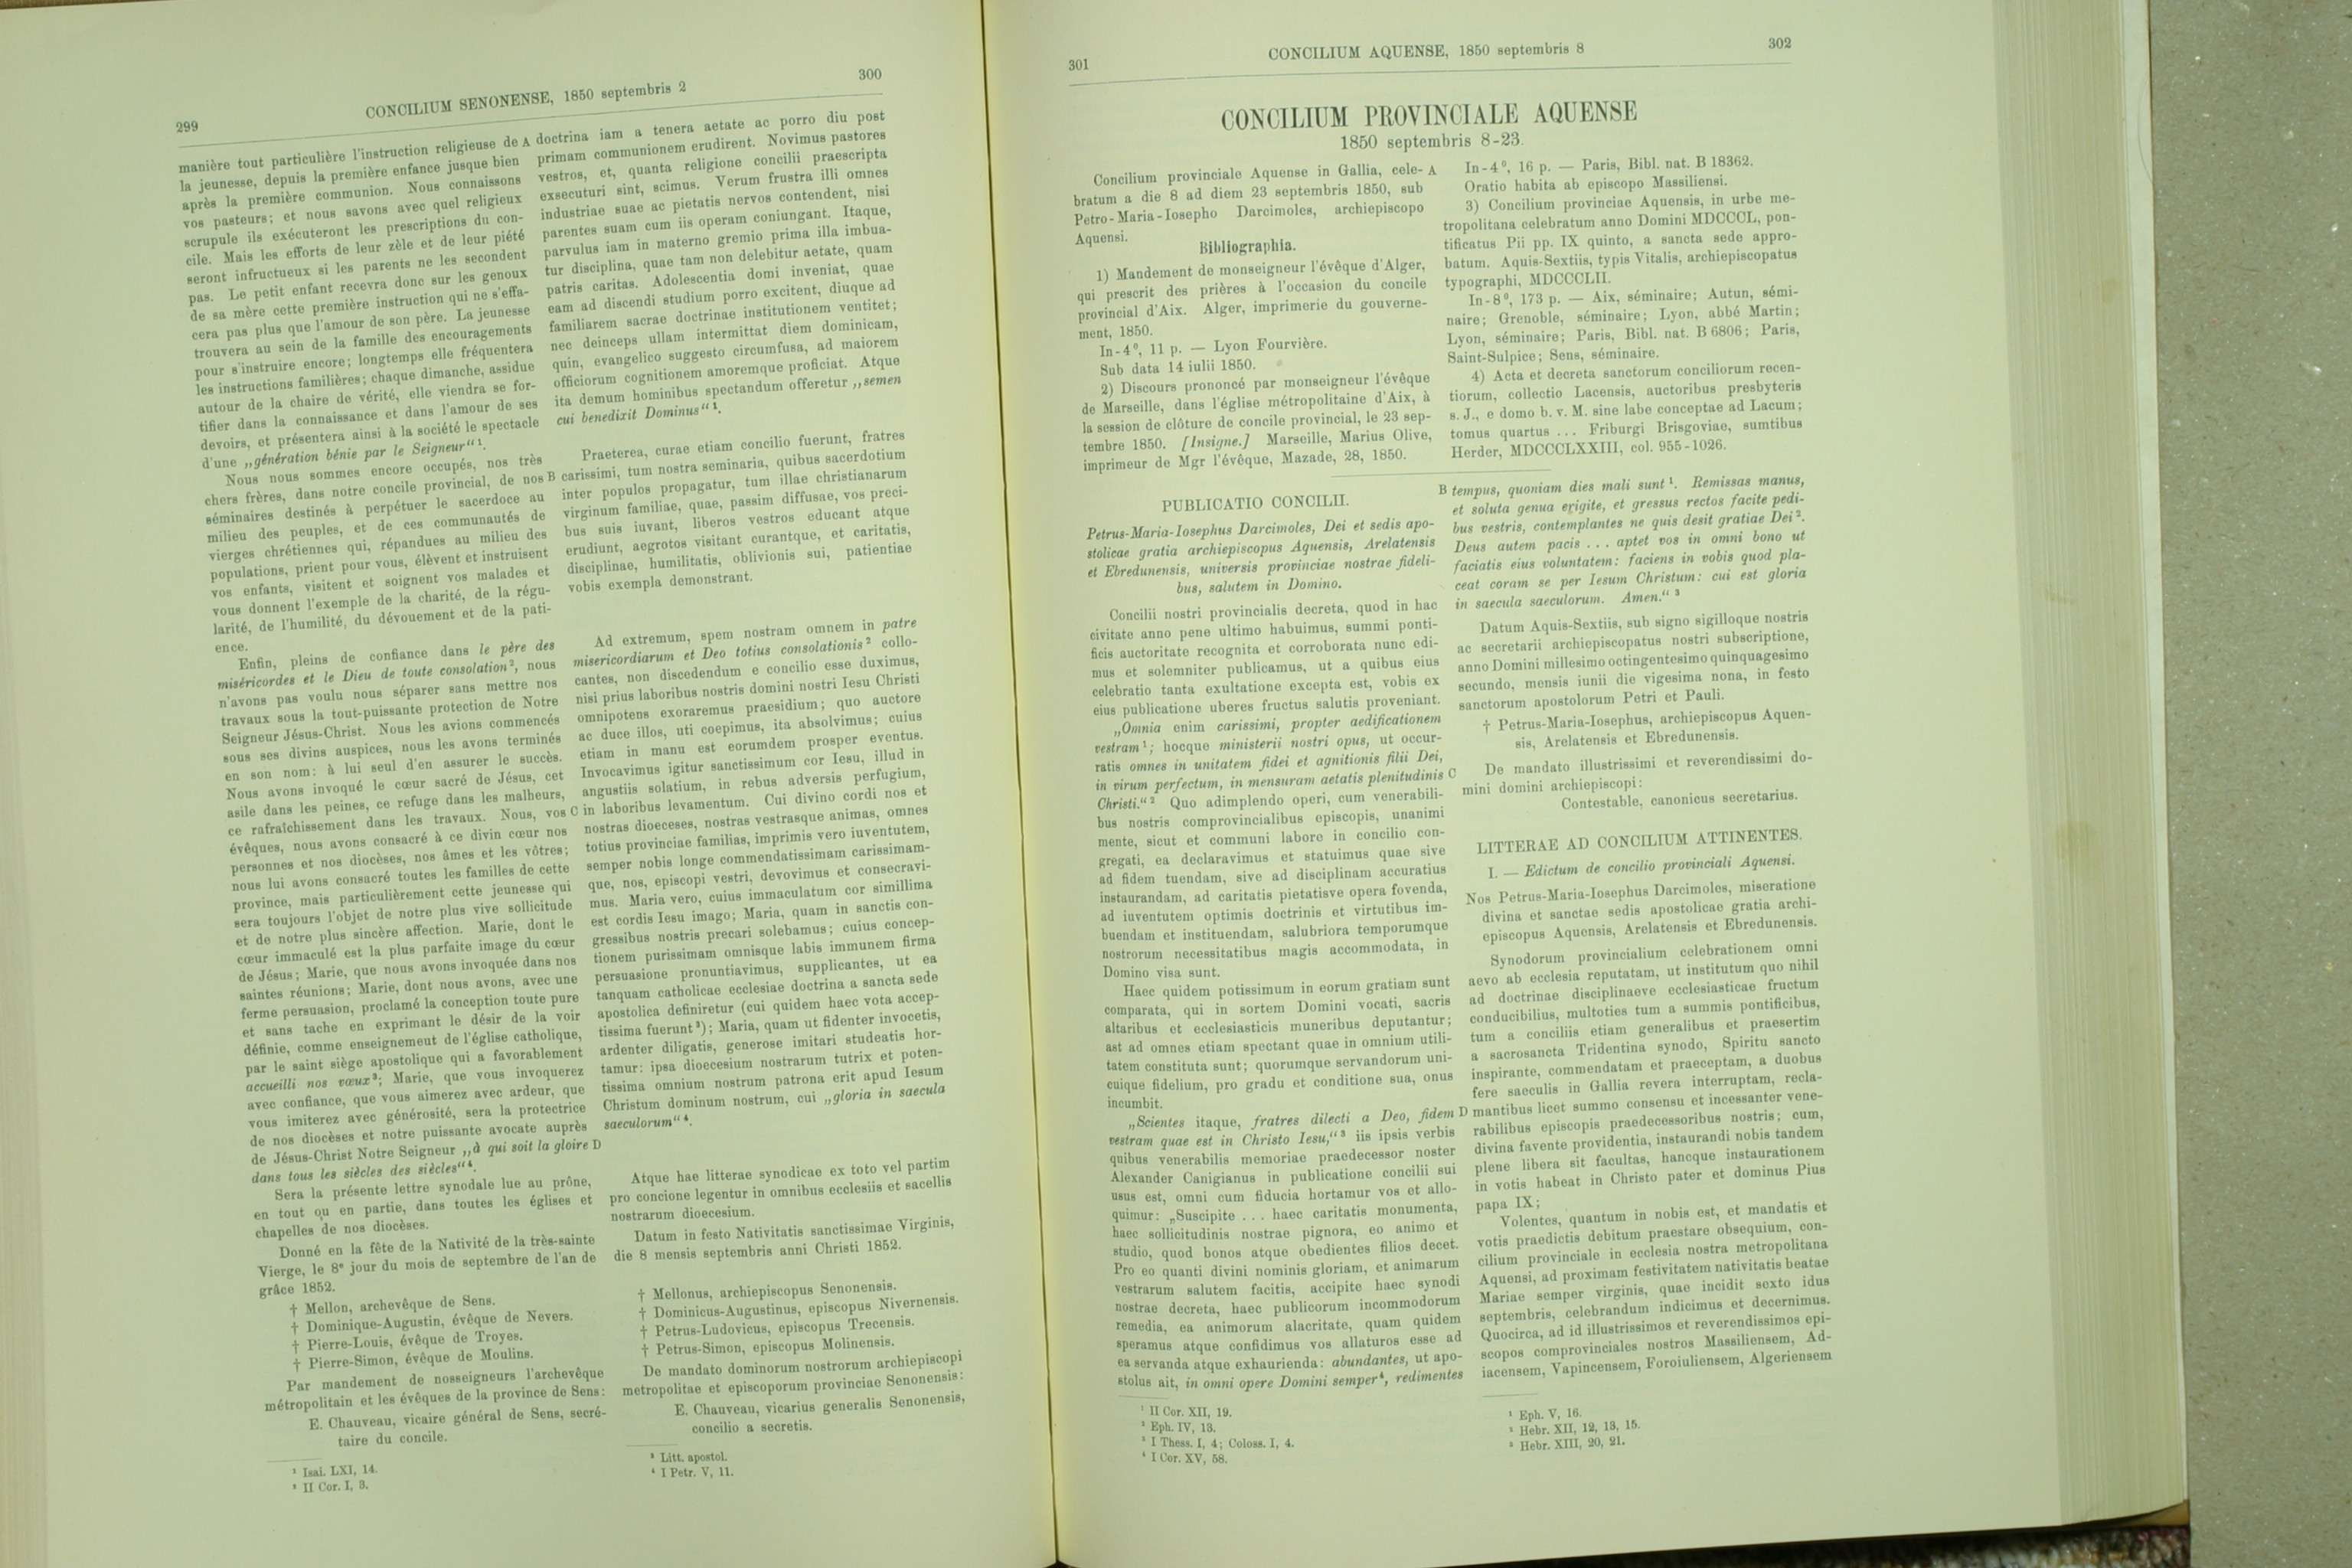 299
CONCILIUM SENONENSE, 1850 septembris 2
300
manière tout particulière l'instruction religieuse de
la jeunesse, depuis la première enfance jusque bien
après la première communion. Nous connaissons
vos pasteurs; et nous savons avec quel religieux
scrupule ils exécuteront les prescriptions du con-
cile. Mais les efforts de leur zèle et de leur piété
seront infructueux si les parents ne les secondent
pas. Le petit enfant recevra donc sur les genoux
de sa mère cette première instruction qui ne s'effa-
cera pas plus que l'amour de son père. La jeunesse
trouvera au sein de la famille des encouragements
pour s'instruire encore; longtemps elle fréquentera
les instructions familières; chaque dimanche, assidue
autour de la chaire de vérité, elle viendra se for-
tifier dans la connaissance et dans l'amour de ses
devoirs, et présentera ainsi à la société le spectacle
d'une „génération bénie par le Seigneur“ ¹.
Nous nous sommes encore occupés, nos très
chers frères, dans notre concile provincial, de nos
séminaires destinés à perpétuer le sacerdoce au
milieu des peuples, et de ces communautés de
vierges chrétiennes qui, répandues au milieu des
populations, prient pour vous, élèvent et instruisent
vos enfants, visitent et soignent vos malades et
vous donnent l'exemple de la charité, de la régu-
larité, de l'humilité, du dévouement et de la pati-
ence.
Enfin, pleins de confiance dans le père des
miséricordes et le Dieu de toute consolation², nous
n'avons pas voulu nous séparer sans mettre nos
travaux sous la tout-puissante protection de Notre
Seigneur Jésus-Christ. Nous les avions commencés
sous ses divins auspices, nous les avons terminés
en son nom: à lui seul d'en assurer le succès.
Nous avons invoqué le cœur sacré de Jésus, cet
asile dans les peines, ce refuge dans les malheurs,
ce rafraîchissement dans les travaux. Nous, vos
évêques, nous avons consacré à ce divin cœur nos
personnes et nos diocèses, nos âmes et les vôtres;
nous lui avons consacré toutes les familles de cette
province, mais particulièrement cette jeunesse qui
sera toujours l'objet de notre plus vive sollicitude
et de notre plus sincère affection. Marie, dont le
cœur immaculé est la plus parfaite image du cœur
de Jésus; Marie, que nous avons invoquée dans nos
saintes réunions; Marie, dont nous avons, avec une
ferme persuasion, proclamé la conception toute pure
et sans tache en exprimant le désir de la voir
définie, comme enseignemeut de l'église catholique,
par le saint siège apostolique qui a favorablement
accueilli nos vœux³; Marie, que vous invoquerez
avec confiance, que vous aimerez avec ardeur, que
vous imiterez avec générosité, sera la protectrice
de nos diocèses et notre puissante avocate auprès
de Jésus-Christ Notre Seigneur „à qui soit la gloire
dans tous les siècles des siècles“⁴.
Sera la présente lettre synodale lue au prône,
en tout qu en partie, dans toutes les églises et
chapelles de nos diocèses.
Donné en la fête de la Nativité de la très-sainte
Vierge, le 8ᵉ jour du mois de septembre de l'an de
grâce 1852.
† Mellon, archevêque de Sens.
† Dominique-Augustin, évêque de Nevers.
† Pierre-Louis, évêque de Troyes.
† Pierre-Simon, évêque de Moulins.
Par mandement de nosseigneurs l'archevêque
métropolitain et les évêques de la province de Sens:
E. Chauveau, vicaire général de Sens, secré-
taire du concile.
¹ Isai. LXI, 14.
² II Cor. I, 3.
A doctrina iam a tenera aetate ac porro diu post
primam communionem erudirent. Novimus pastores
vestros, et, quanta religione concilii praescripta
exsecuturi sint, scimus. Verum frustra illi omnes
industriae suae ac pietatis nervos contendent, nisi
parentes suam cum iis operam coniungant. Itaque,
parvulus iam in materno gremio prima illa imbua-
tur disciplina, quae tam non delebitur aetate, quam
patris caritas. Adolescentia domi inveniat, quae
eam ad discendi studium porro excitent, diuque ad
familiarem sacrae doctrinae institutionem ventitet;
nec deinceps ullam intermittat diem dominicam,
quin, evangelico suggesto circumfusa, ad maiorem
officiorum cognitionem amoremque proficiat. Atque
ita demum hominibus spectandum offeretur „semen
cui benedixit Dominus“ ¹.
Praeterea, curae etiam concilio fuerunt, fratres
B carissimi, tum nostra seminaria, quibus sacerdotium
inter populos propagatur, tum illae christianarum
virginum familiae, quae, passim diffusae, vos preci-
bus suis iuvant, liberos vestros educant atque
erudiunt, aegrotos visitant curantque, et caritatis,
disciplinae, humilitatis, oblivionis sui, patientiae
vobis exempla demonstrant.
Ad extremum, spem nostram omnem in patre
misericordiarum et Deo totius consolationis² collo-
cantes, non discedendum e concilio esse duximus,
nisi prius laboribus nostris domini nostri Iesu Christi
omnipotens exoraremus praesidium; quo auctore
ac duce illos, uti coepimus, ita absolvimus; cuius
etiam in manu est eorumdem prosper eventus.
Invocavimus igitur sanctissimum cor Iesu, illud in
angustiis solatium, in rebus adversis perfugium,
C in laboribus levamentum. Cui divino cordi nos et
nostras dioeceses, nostras vestrasque animas, omnes
totius provinciae familias, imprimis vero iuventutem,
semper nobis longe commendatissimam carissimam-
que, nos, episcopi vestri, devovimus et consecravi-
mus. Maria vero, cuius immaculatum cor simillima
est cordis Iesu imago; Maria, quam in sanctis con-
gressibus nostris precari solebamus; cuius concep-
tionem purissimam omnisque labis immunem firma
persuasione pronuntiavimus, supplicantes, ut ea
tanquam catholicae ecclesiae doctrina a sancta sede
apostolica definiretur (cui quidem haec vota accep-
tissima fuerunt³); Maria, quam ut fidenter invocetis,
ardenter diligatis, generose imitari studeatis hor-
tamur: ipsa dioecesium nostrarum tutrix et poten-
tissima omnium nostrum patrona erit apud Iesum
Christum dominum nostrum, cui „gloria in saecula
saeculorum“ ⁴.
D
Atque hae litterae synodicae ex toto vel partim
pro concione legentur in omnibus ecclesiis et sacellis
nostrarum dioecesium.
Datum in festo Nativitatis sanctissimae Virginis,
die 8 mensis septembris anni Christi 1852.
† Mellonus, archiepiscopus Senonensis.
† Dominicus-Augustinus, episcopus Nivernensis.
† Petrus-Ludovicus, episcopus Trecensis.
† Petrus-Simon, episcopus Molinensis.
De mandato dominorum nostrorum archiepiscopi
metropolitae et episcoporum provinciae Senonensis:
E. Chauveau, vicarius generalis Senonensis,
concilio a secretis.
³ Litt. apostol.
⁴ I Petr. V, 11.
301
CONCILIUM AQUENSE, 1850 septembris 8
302
CONCILIUM PROVINCIALE AQUENSE
1850 septembris 8-23.
Concilium provinciale Aquense in Gallia, cele-
bratum a die 8 ad diem 23 septembris 1850, sub
Petro-Maria-Iosepho Darcimoles, archiepiscopo
Aquensi.
Bibliographia.
1) Mandement de monseigneur l'évêque d'Alger,
qui prescrit des prières à l'occasion du concile
provincial d'Aix. Alger, imprimerie du gouverne-
ment, 1850.
In-4⁰, 11 p. — Lyon Fourvière.
Sub data 14 iulii 1850.
2) Discours prononcé par monseigneur l'évêque
de Marseille, dans l'église métropolitaine d'Aix, à
la session de clôture de concile provincial, le 23 sep-
tembre 1850. [Insigne.] Marseille, Marius Olive,
imprimeur de Mgr l'évêque, Mazade, 28, 1850.
A In-4⁰, 16 p. — Paris, Bibl. nat. B 18362.
Oratio habita ab episcopo Massiliensi.
3) Concilium provinciae Aquensis, in urbe me-
tropolitana celebratum anno Domini MDCCCL, pon-
tificatus Pii pp. IX quinto, a sancta sede appro-
batum. Aquis-Sextiis, typis Vitalis, archiepiscopatus
typographi, MDCCCLII.
In-8⁰, 173 p. — Aix, séminaire; Autun, sémi-
naire; Grenoble, séminaire; Lyon, abbé Martin;
Lyon, séminaire; Paris, Bibl. nat. B 6806; Paris,
Saint-Sulpice; Sens, séminaire.
4) Acta et decreta sanctorum conciliorum recen-
tiorum, collectio Lacensis, auctoribus presbyteris
s. J., e domo b. v. M. sine labe conceptae ad Lacum;
tomus quartus ... Friburgi Brisgoviae, sumtibus
Herder, MDCCCLXXIII, col. 955-1026.
PUBLICATIO CONCILII.
Petrus-Maria-Iosephus Darcimoles, Dei et sedis apo-
stolicae gratia archiepiscopus Aquensis, Arelatensis
et Ebredunensis, universis provinciae nostrae fideli-
bus, salutem in Domino.
Concilii nostri provincialis decreta, quod in hac
civitate anno pene ultimo habuimus, summi ponti-
ficis auctoritate recognita et corroborata nunc edi-
mus et solemniter publicamus, ut a quibus eius
celebratio tanta exultatione excepta est, vobis ex
eius publicatione uberes fructus salutis proveniant.
„Omnia enim carissimi, propter aedificationem
vestram¹; hocque ministerii nostri opus, ut occur-
ratis omnes in unitatem fidei et agnitionis filii Dei,
in virum perfectum, in mensuram aetatis plenitudinis
Christi.“² Quo adimplendo operi, cum venerabili-
bus nostris comprovincialibus episcopis, unanimi
mente, sicut et communi labore in concilio con-
gregati, ea declaravimus et statuimus quae sive
ad fidem tuendam, sive ad disciplinam accuratius
instaurandam, ad caritatis pietatisve opera fovenda,
ad iuventutem optimis doctrinis et virtutibus im-
buendam et instituendam, salubriora temporumque
nostrorum necessitatibus magis accommodata, in
Domino visa sunt.
Haec quidem potissimum in eorum gratiam sunt
comparata, qui in sortem Domini vocati, sacris
altaribus et ecclesiasticis muneribus deputantur;
ast ad omnes etiam spectant quae in omnium utili-
tatem constituta sunt; quorumque servandorum uni-
cuique fidelium, pro gradu et conditione sua, onus
incumbit.
„Scientes itaque, fratres dilecti a Deo, fidem
vestram quae est in Christo Iesu,“³ iis ipsis verbis
quibus venerabilis memoriae praedecessor noster
Alexander Canigianus in publicatione concilii sui
usus est, omni cum fiducia hortamur vos et allo-
quimur: „Suscipite ... haec caritatis monumenta,
haec sollicitudinis nostrae pignora, eo animo et
studio, quod bonos atque obedientes filios decet.
Pro eo quanti divini nominis gloriam, et animarum
vestrarum salutem facitis, accipite haec synodi
nostrae decreta, haec publicorum incommodorum
remedia, ea animorum alacritate, quam quidem
speramus atque confidimus vos allaturos esse ad
ea servanda atque exhaurienda: abundantes, ut apo-
stolus ait, in omni opere Domini semper⁴, redimentes
¹ II Cor. XII, 19.
² Eph. IV, 13.
³ I Thess. I, 4; Coloss. I, 4.
⁴ I Cor. XV, 58.
B tempus, quoniam dies mali sunt¹. Remissas manus,
et soluta genua erigite, et gressus rectos facite pedi-
bus vestris, contemplantes ne quis desit gratiae Dei².
Deus autem pacis ... aptet vos in omni bono ut
faciatis eius voluntatem: faciens in vobis quod pla-
ceat coram se per Iesum Christum: cui est gloria
in saecula saeculorum. Amen.“ ³
Datum Aquis-Sextiis, sub signo sigilloque nostris
ac secretarii archiepiscopatus nostri subscriptione,
anno Domini millesimo octingentesimo quinquagesimo
secundo, mensis iunii die vigesima nona, in festo
sanctorum apostolorum Petri et Pauli.
† Petrus-Maria-Iosephus, archiepiscopus Aquen-
sis, Arelatensis et Ebredunensis.
C De mandato illustrissimi et reverendissimi do-
mini domini archiepiscopi:
Contestable, canonicus secretarius.
LITTERAE AD CONCILIUM ATTINENTES.
I. — Edictum de concilio provinciali Aquensi.
Nos Petrus-Maria-Iosephus Darcimoles, miseratione
divina et sanctae sedis apostolicae gratia archi-
episcopus Aquensis, Arelatensis et Ebredunensis.
Synodorum provincialium celebrationem omni
aevo ab ecclesia reputatam, ut institutum quo nihil
ad doctrinae disciplinaeve ecclesiasticae fructum
conducibilius, multoties tum a summis pontificibus,
tum a conciliis etiam generalibus et praesertim
a sacrosancta Tridentina synodo, Spiritu sancto
inspirante, commendatam et praeceptam, a duobus
fere saeculis in Gallia revera interruptam, recla-
D mantibus licet summo consensu et incessanter vene-
rabilibus episcopis praedecessoribus nostris; cum,
divina favente providentia, instaurandi nobis tandem
plene libera sit facultas, hancque instaurationem
in votis habeat in Christo pater et dominus Pius
papa IX;
Volentes, quantum in nobis est, et mandatis et
votis praedictis debitum praestare obsequium, con-
cilium provinciale in ecclesia nostra metropolitana
Aquensi, ad proximam festivitatem nativitatis beatae
Mariae semper virginis, quae incidit sexto idus
septembris, celebrandum indicimus et decernimus.
Quocirca, ad id illustrissimos et reverendissimos epi-
scopos comprovinciales nostros Massiliensem, Ad-
iacensem, Vapincensem, Foroiuliensem, Algeriensem
¹ Eph. V, 16.
² Hebr. XII, 12, 13, 15.
³ Hebr. XIII, 20, 21.